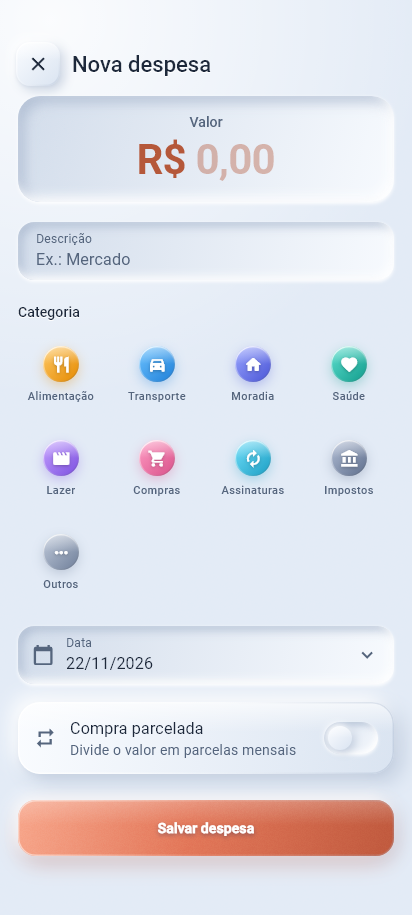 Nova despesa
Valor
R$ 0,00
Descrição
Ex.: Mercado
Categoria
Alimentação
Transporte
Moradia
Saúde
Lazer
Compras
Assinaturas
Impostos
Outros
Data
22/11/2026
Compra parcelada
Divide o valor em parcelas mensais
Salvar despesa